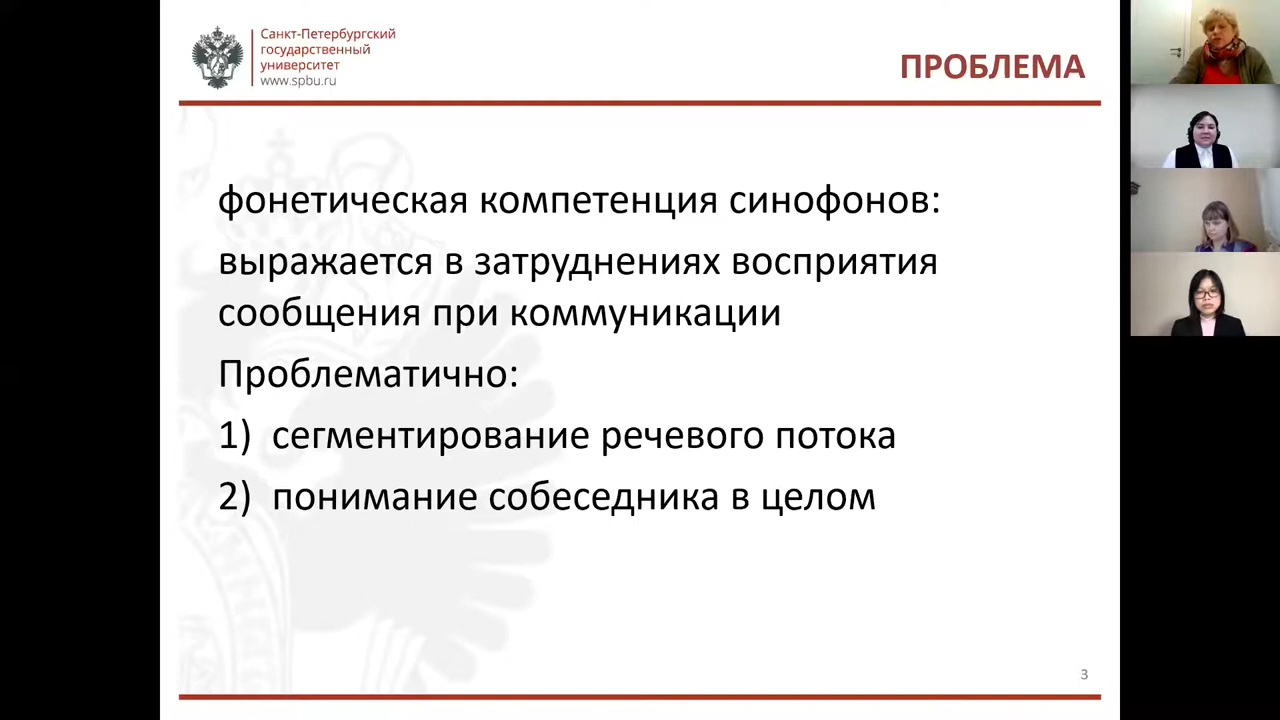 Санкт-Петербургский
государственный
университет
www.spbu.ru
ПРОБЛЕМА
фонетическая компетенция синофонов:
выражается в затруднениях восприятия
сообщения при коммуникации
Проблематично:
1) сегментирование речевого потока
2) понимание собеседника в целом
3